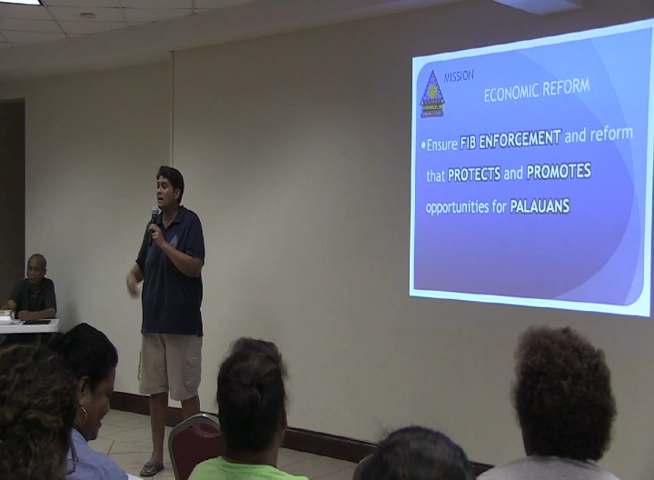 MISSION
ECONOMIC REFORM
•Ensure FIB ENFORCEMENT and reform
that PROTECTS and PROMOTES
opportunities for PALAUANS